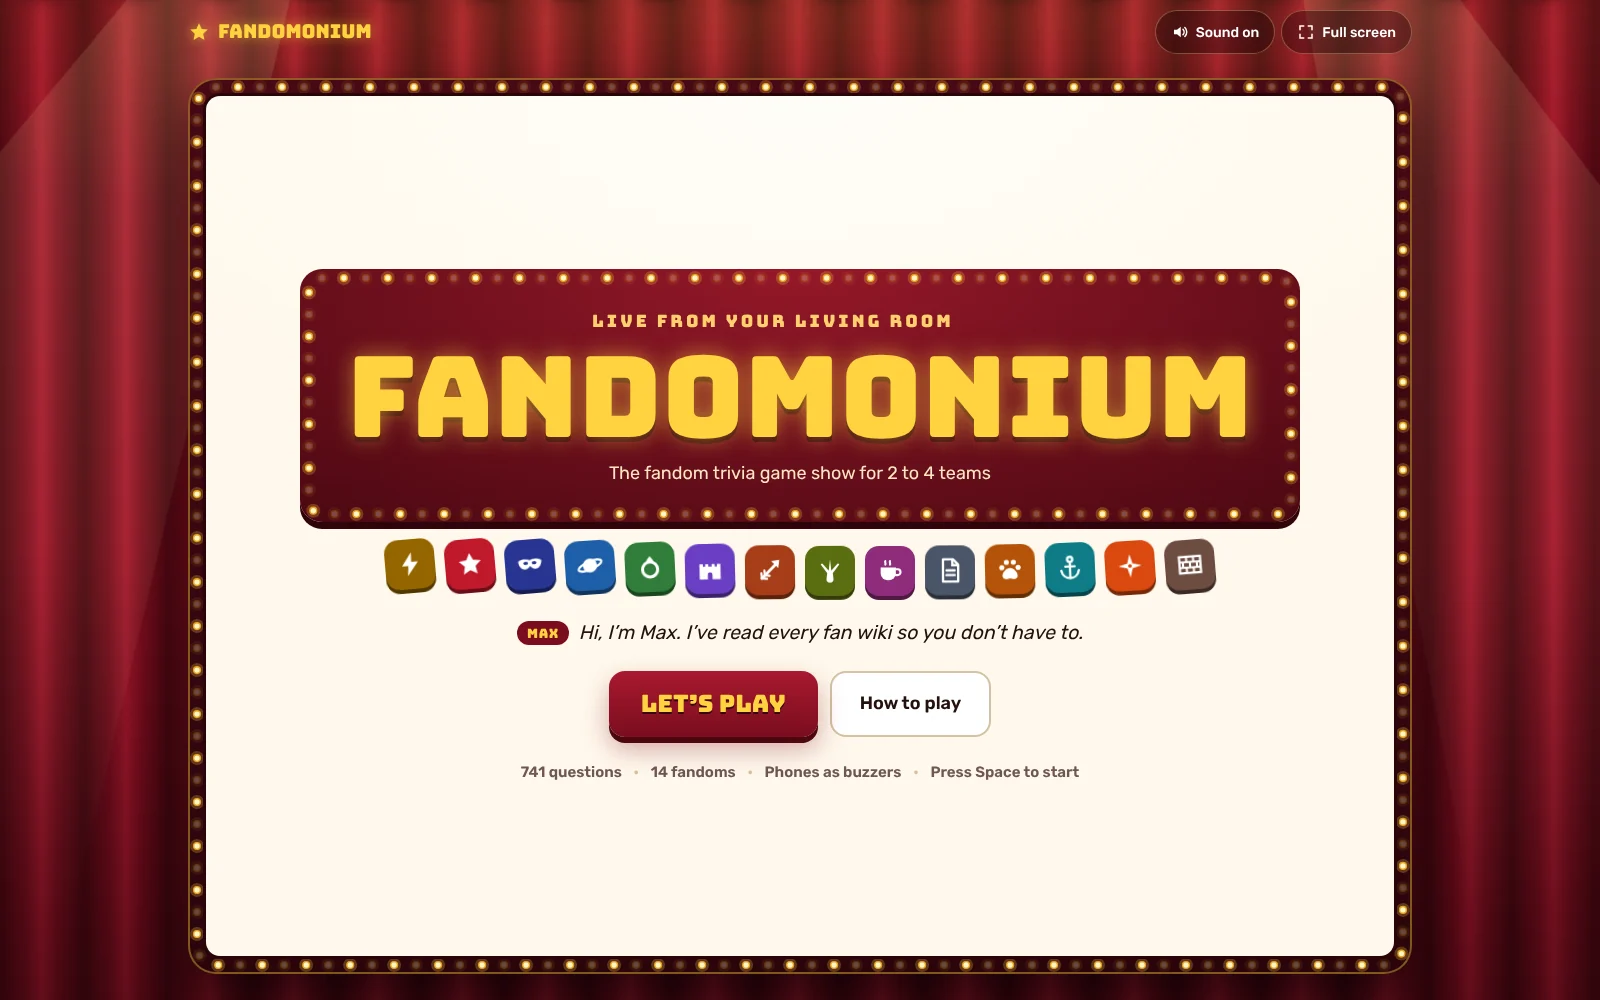 FANDOMONIUM
Sound on
Full screen
LIVE FROM YOUR LIVING ROOM
FANDOMONIUM
The fandom trivia game show for 2 to 4 teams
MAX Hi, I’m Max. I’ve read every fan wiki so you don’t have to.
LET’S PLAY
How to play
741 questions • 14 fandoms • Phones as buzzers • Press Space to start